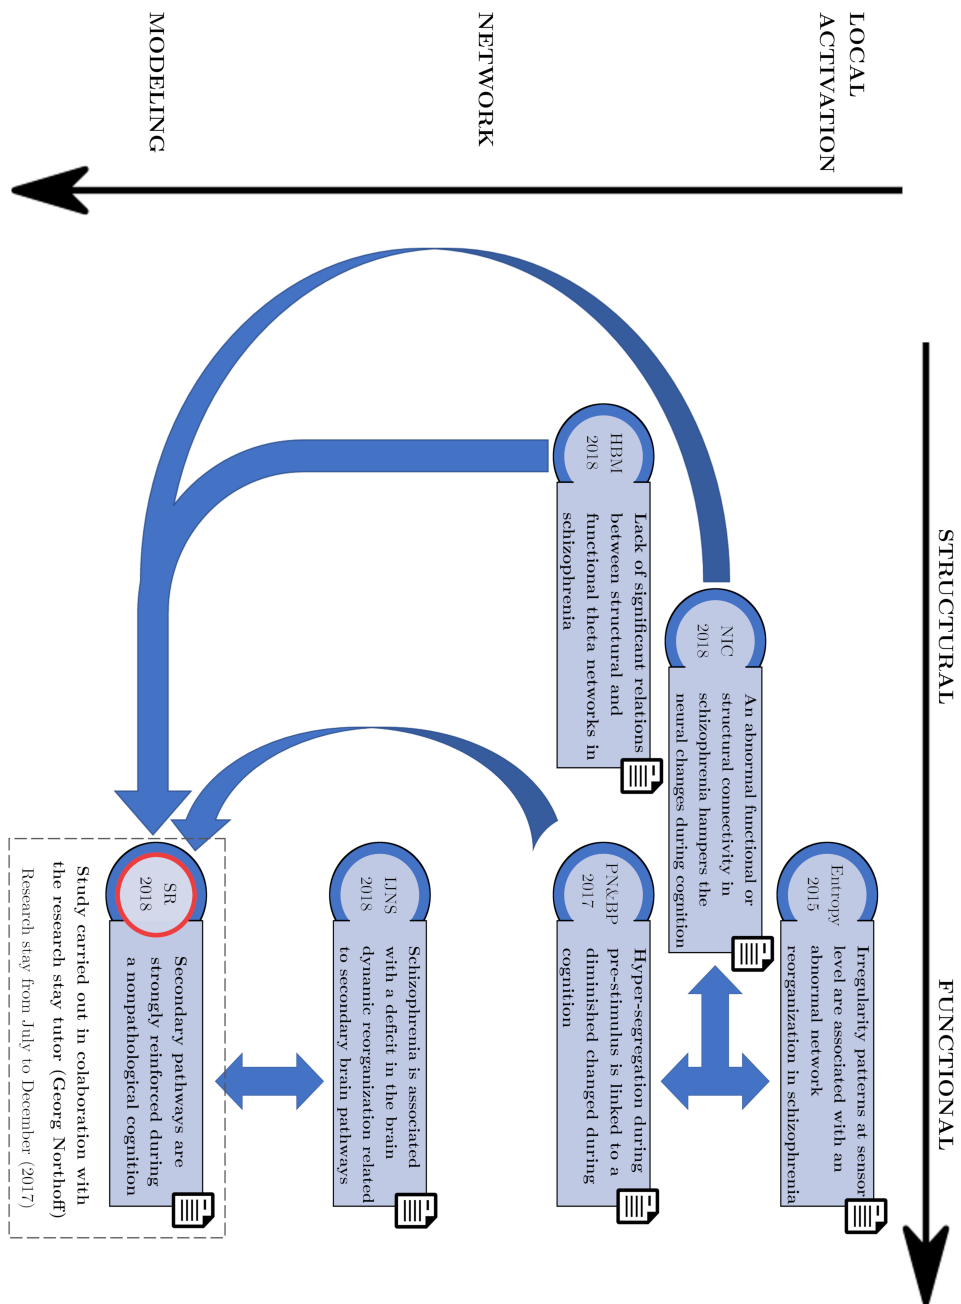 STRUCTURAL
FUNCTIONAL
LOCAL
ACTIVATION
NETWORK
MODELING
Entropy
2015
Irregularity patterns at sensor
level are associated with an
abnormal network
reorganization in schizophrenia
NIC
2018
An abnormal functional or
structural connectivity in
schizophrenia hampers the
neural changes during cognition
HBM
2018
Lack of significant relations
between structural and
functional theta networks in
schizophrenia
PN&BP
2017
Hyper-segregation during
pre-stimulus is linked to a
diminished changed during
cognition
IJNS
2018
Schizophrenia is associated
with a deficit in the brain
dynamic reorganization related
to secondary brain pathways
SR
2018
Secondary pathways are
strongly reinforced during
a nonpathological cognition
Study carried out in colaboration with
the research stay tutor (Georg Northoff)
Research stay from July to December (2017)